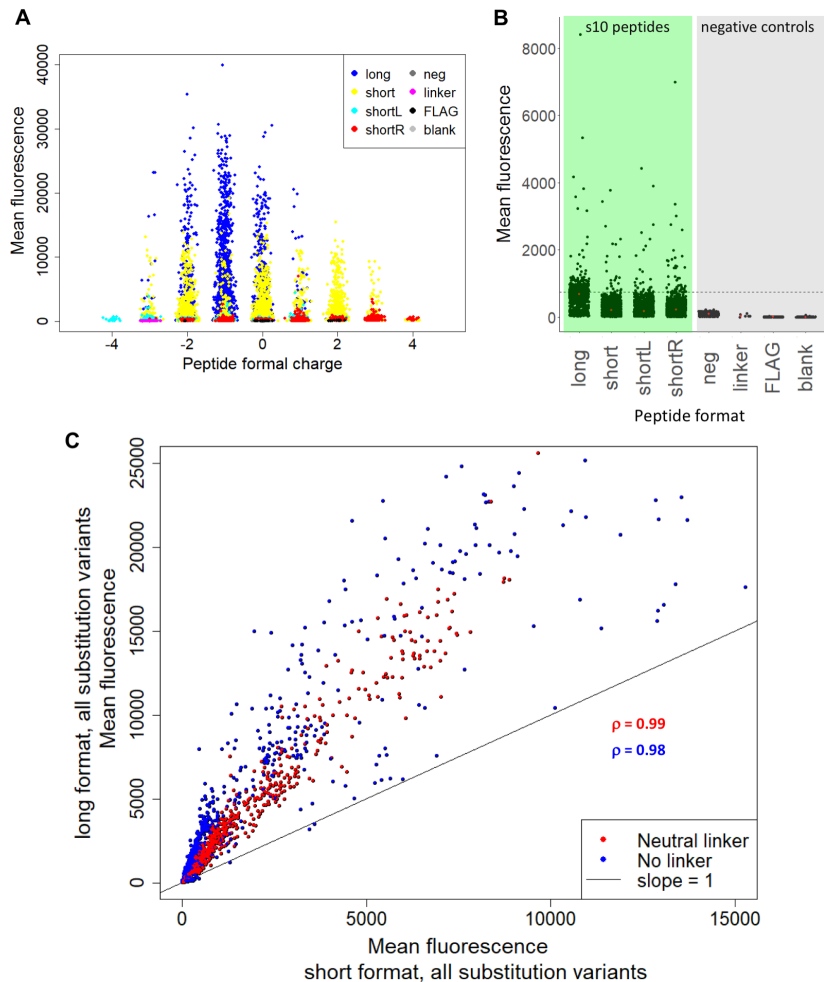 A
Mean fluorescence
40000
30000
20000
10000
0
-4
-2
0
2
4
Peptide formal charge
long
short
shortL
shortR
neg
linker
FLAG
blank
B
s10 peptides
negative controls
Mean fluorescence
8000
6000
4000
2000
0
long
short
shortL
shortR
neg
linker
FLAG
blank
Peptide format
C
long format, all substitution variants
Mean fluorescence
25000
20000
15000
10000
5000
0
0
5000
10000
15000
ρ = 0.99
ρ = 0.98
Neutral linker
No linker
slope = 1
Mean fluorescence
short format, all substitution variants